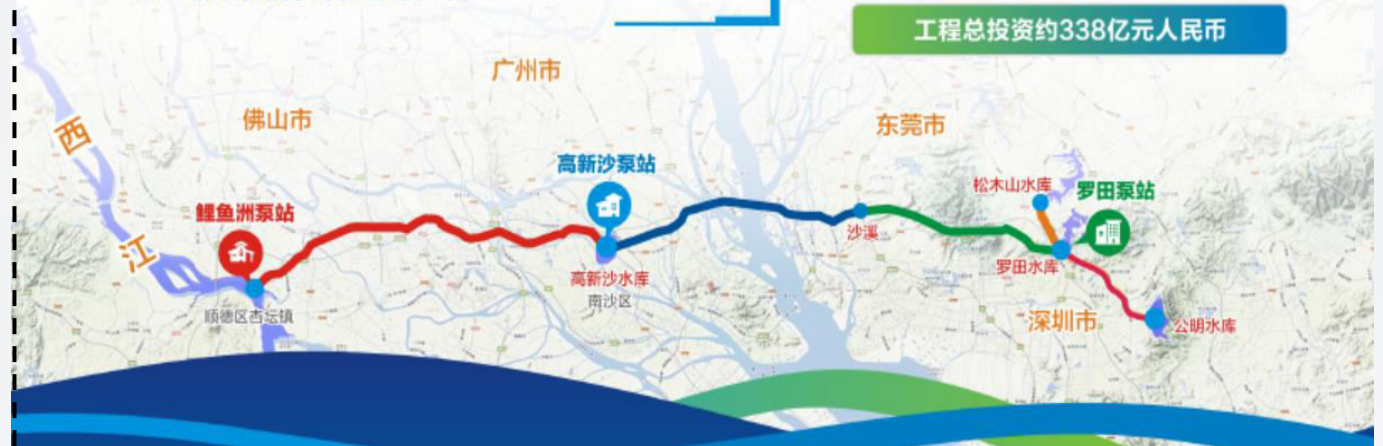 工程总投资约338亿元人民币
广州市
佛山市
东莞市
西
江
高新沙泵站
松木山水库
罗田泵站
鲤鱼洲泵站
沙溪
罗田水库
高新沙水库
南沙区
顺德区杏坛镇
深圳市
公明水库